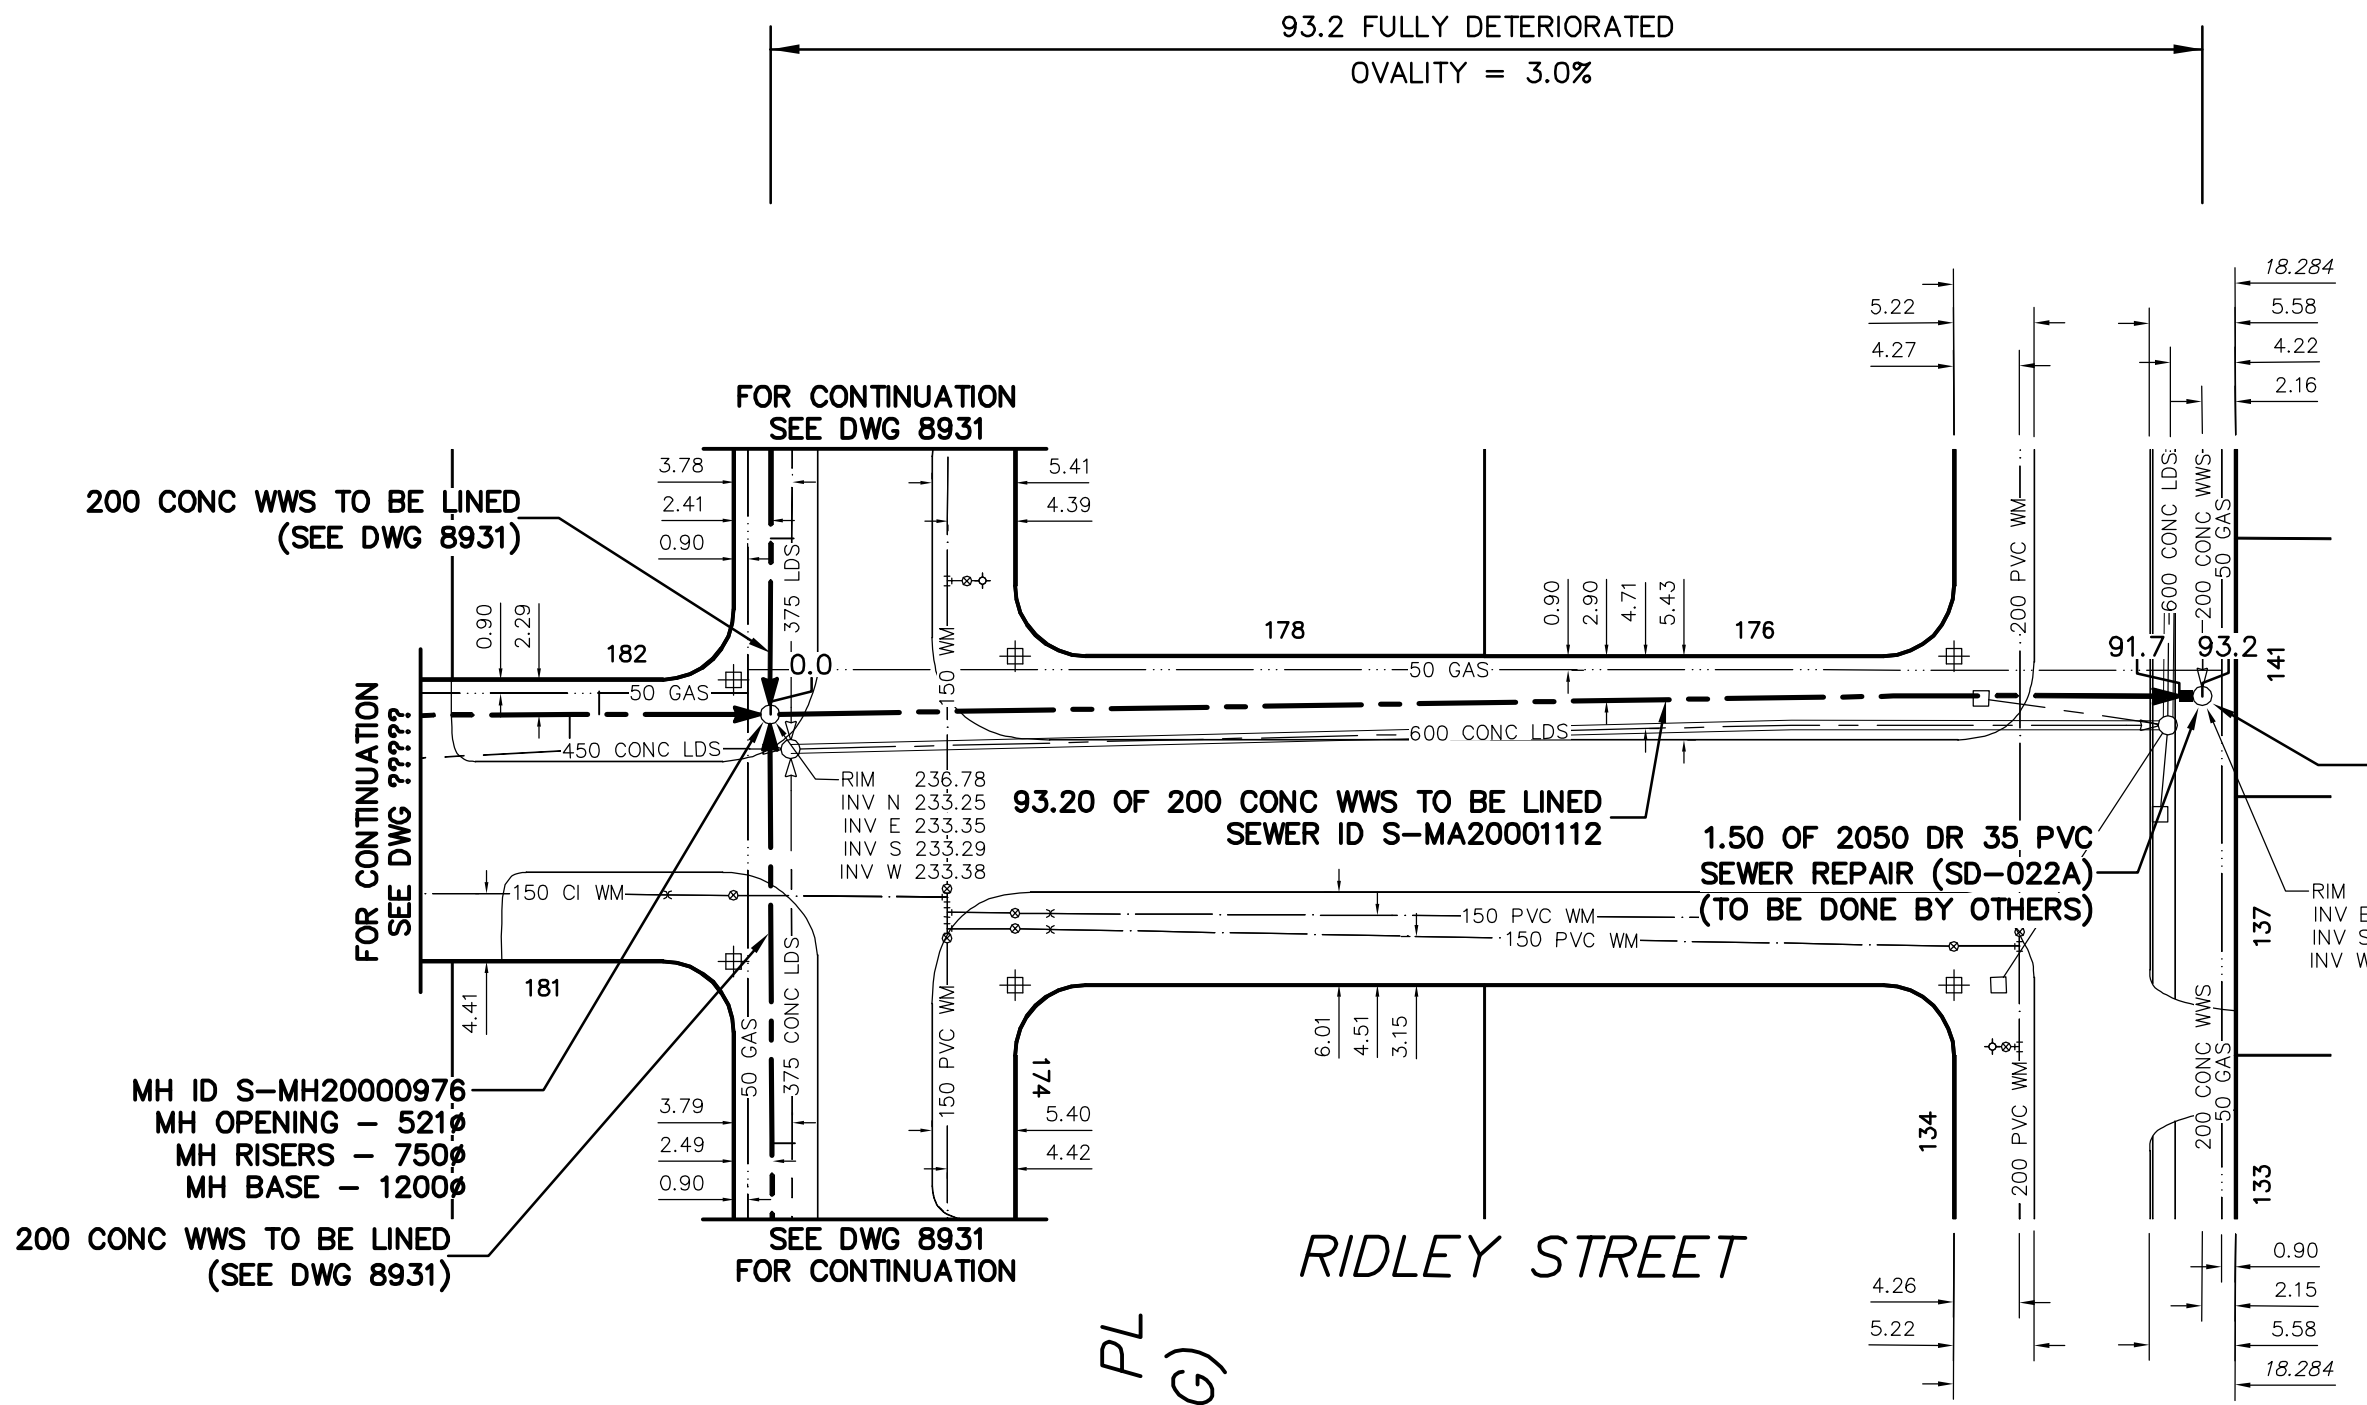 93.2 FULLY DETERIORATED
OVALITY = 3.0%
18.284
5.22
5.58
4.27
4.22
2.16
FOR CONTINUATION
SEE DWG 8931
3.78
5.41
2.41
4.39
0.90
200 CONC WWS TO BE LINED
(SEE DWG 8931)
375 LDS
150 WM
200 PVC WM
600 CONC LDS
200 CONC WWS
50 GAS
0.90
2.29
182
0.0
178
0.90
2.90
4.71
5.43
176
91.7
93.2
141
50 GAS
50 GAS
FOR CONTINUATION
SEE DWG ?????
450 CONC LDS
600 CONC LDS
RIM 236.78
INV N 233.25
INV E 233.35
INV S 233.29
INV W 233.38
93.20 OF 200 CONC WWS TO BE LINED
SEWER ID S-MA20001112
1.50 OF 2050 DR 35 PVC
SEWER REPAIR (SD-022A)
(TO BE DONE BY OTHERS)
RIM
INV E
INV S
INV W
137
150 CI WM
150 PVC WM
150 PVC WM
181
4.41
50 GAS
375 CONC LDS
150 PVC WM
174
6.01
4.51
3.15
134
200 PVC WM
200 CONC WWS
50 GAS
133
MH ID S-MH20000976
MH OPENING - 521ø
MH RISERS - 750ø
MH BASE - 1200ø
3.79
5.40
2.49
4.42
0.90
200 CONC WWS TO BE LINED
(SEE DWG 8931)
SEE DWG 8931
FOR CONTINUATION
RIDLEY STREET
0.90
4.26
2.15
5.22
5.58
18.284
PL
G)